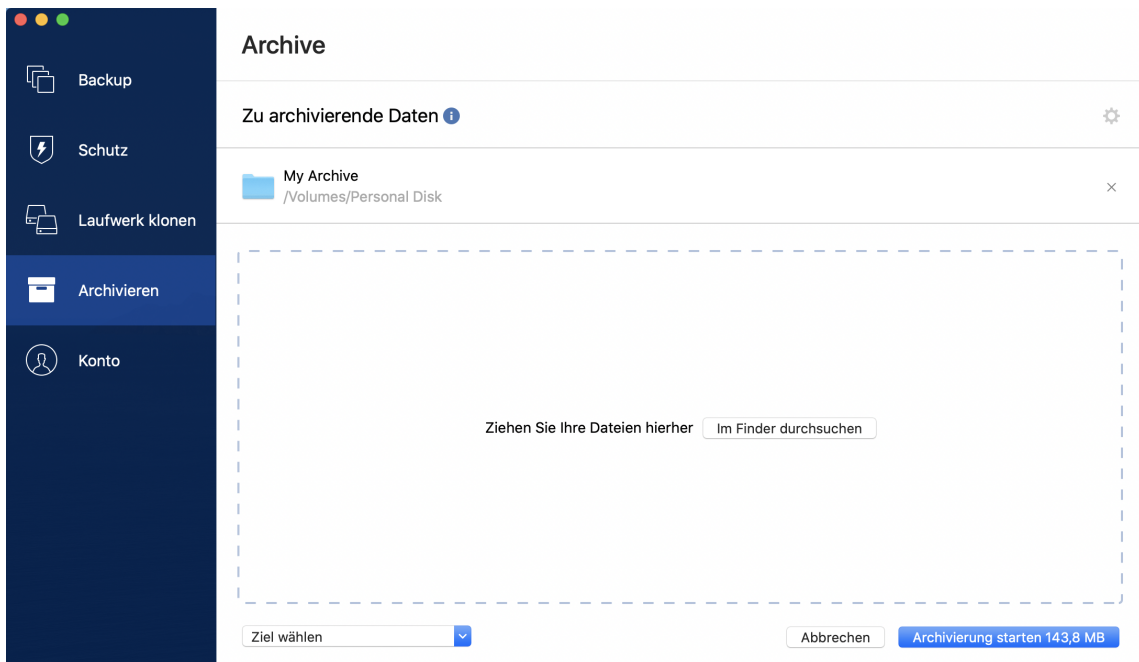 Archive
Backup
Zu archivierende Daten
Schutz
My Archive
/Volumes/Personal Disk
Laufwerk klonen
Archivieren
Konto
Ziehen Sie Ihre Dateien hierher Im Finder durchsuchen
Ziel wählen Abbrechen Archivierung starten 143,8 MB